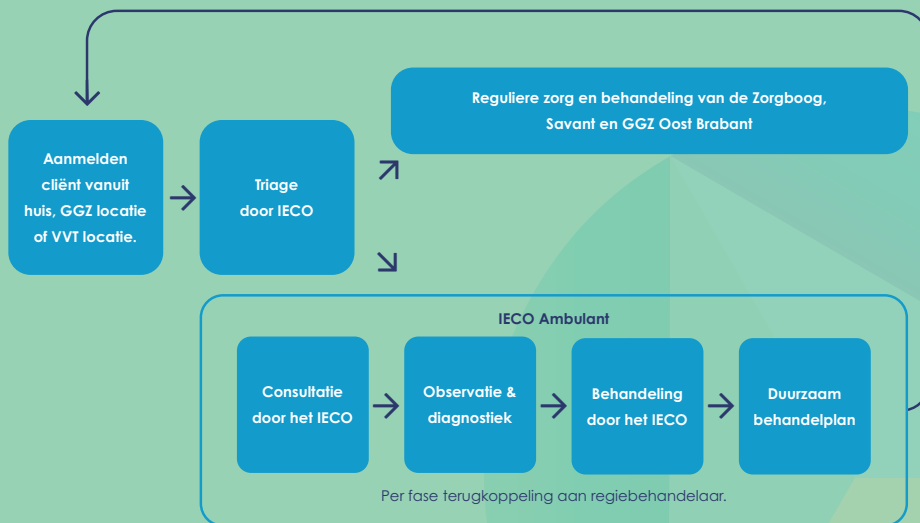 Reguliere zorg en behandeling van de Zorgboog,
Savant en GGZ Oost Brabant
Aanmelden
cliënt vanuit
huis, GGZ locatie
of VVT locatie.
Triage
door IECO
IECO Ambulant
Consultatie
door het IECO
Observatie &
diagnostiek
Behandeling
door het IECO
Duurzaam
behandelplan
Per fase terugkoppeling aan regiebehandelaar.